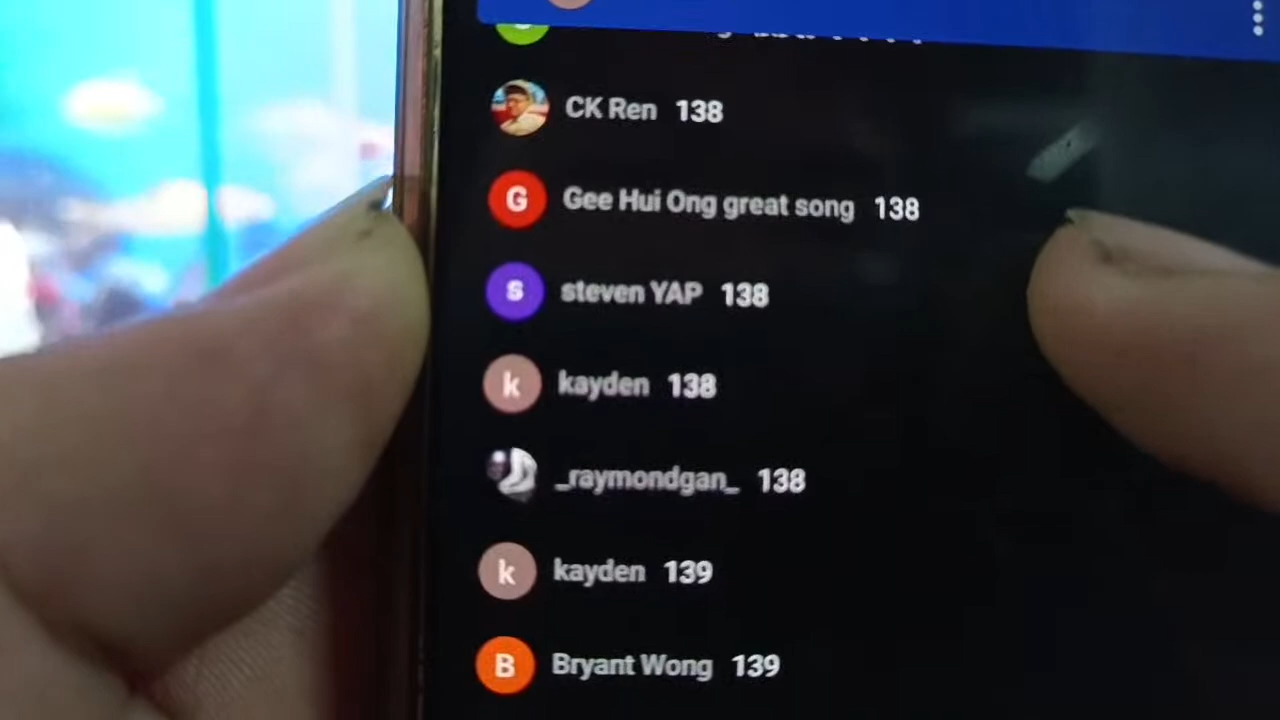 CK Ren 138
G Gee Hui Ong great song 138
s steven YAP 138
k kayden 138
_raymondgan_ 138
k kayden 139
B Bryant Wong 139